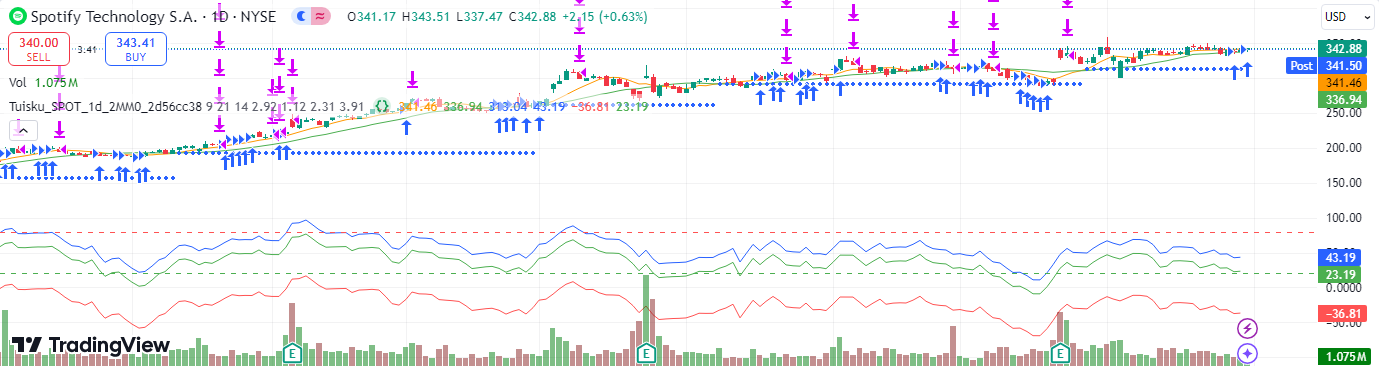 Spotify Technology S.A. · 1D · NYSE O341.17 H343.51 L337.47 C342.88 +2.15 (+0.63%)
USD
340.00
SELL
3.41
343.41
BUY
342.88
Post 341.50
Vol 1.075M
341.46
336.94
Tuisku_SPOT_1d_2MM0_2d56cc38 9 21 14 2.92 1.12 2.31 3.91 341.46 336.94 313.04 43.19 −36.81 23.19
250.00
200.00
150.00
100.00
43.19
23.19
0.0000
−36.81
TradingView
E E E
1.075M